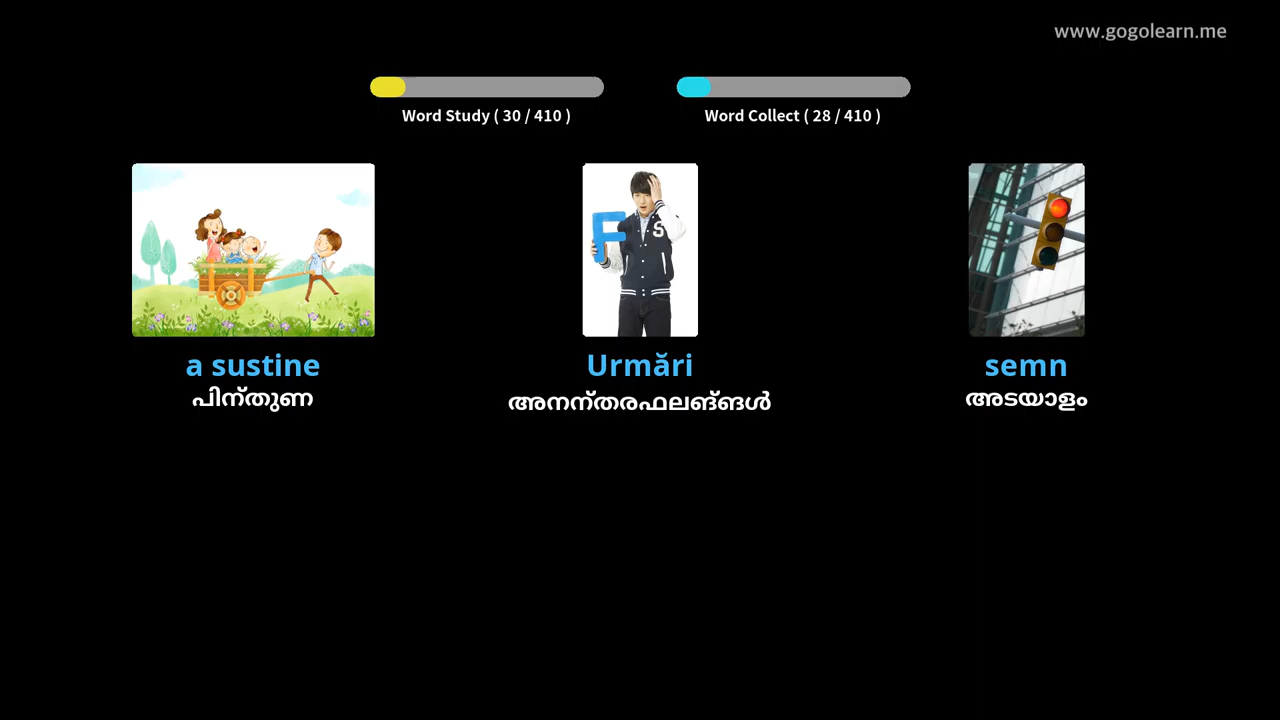 www.gogolearn.me
Word Study ( 30 / 410 )
Word Collect ( 28 / 410 )
F
S
a sustine
Urmări
semn
പിന്തുണ
അനന്തരഫലങ്ങൾ
അടയാളം